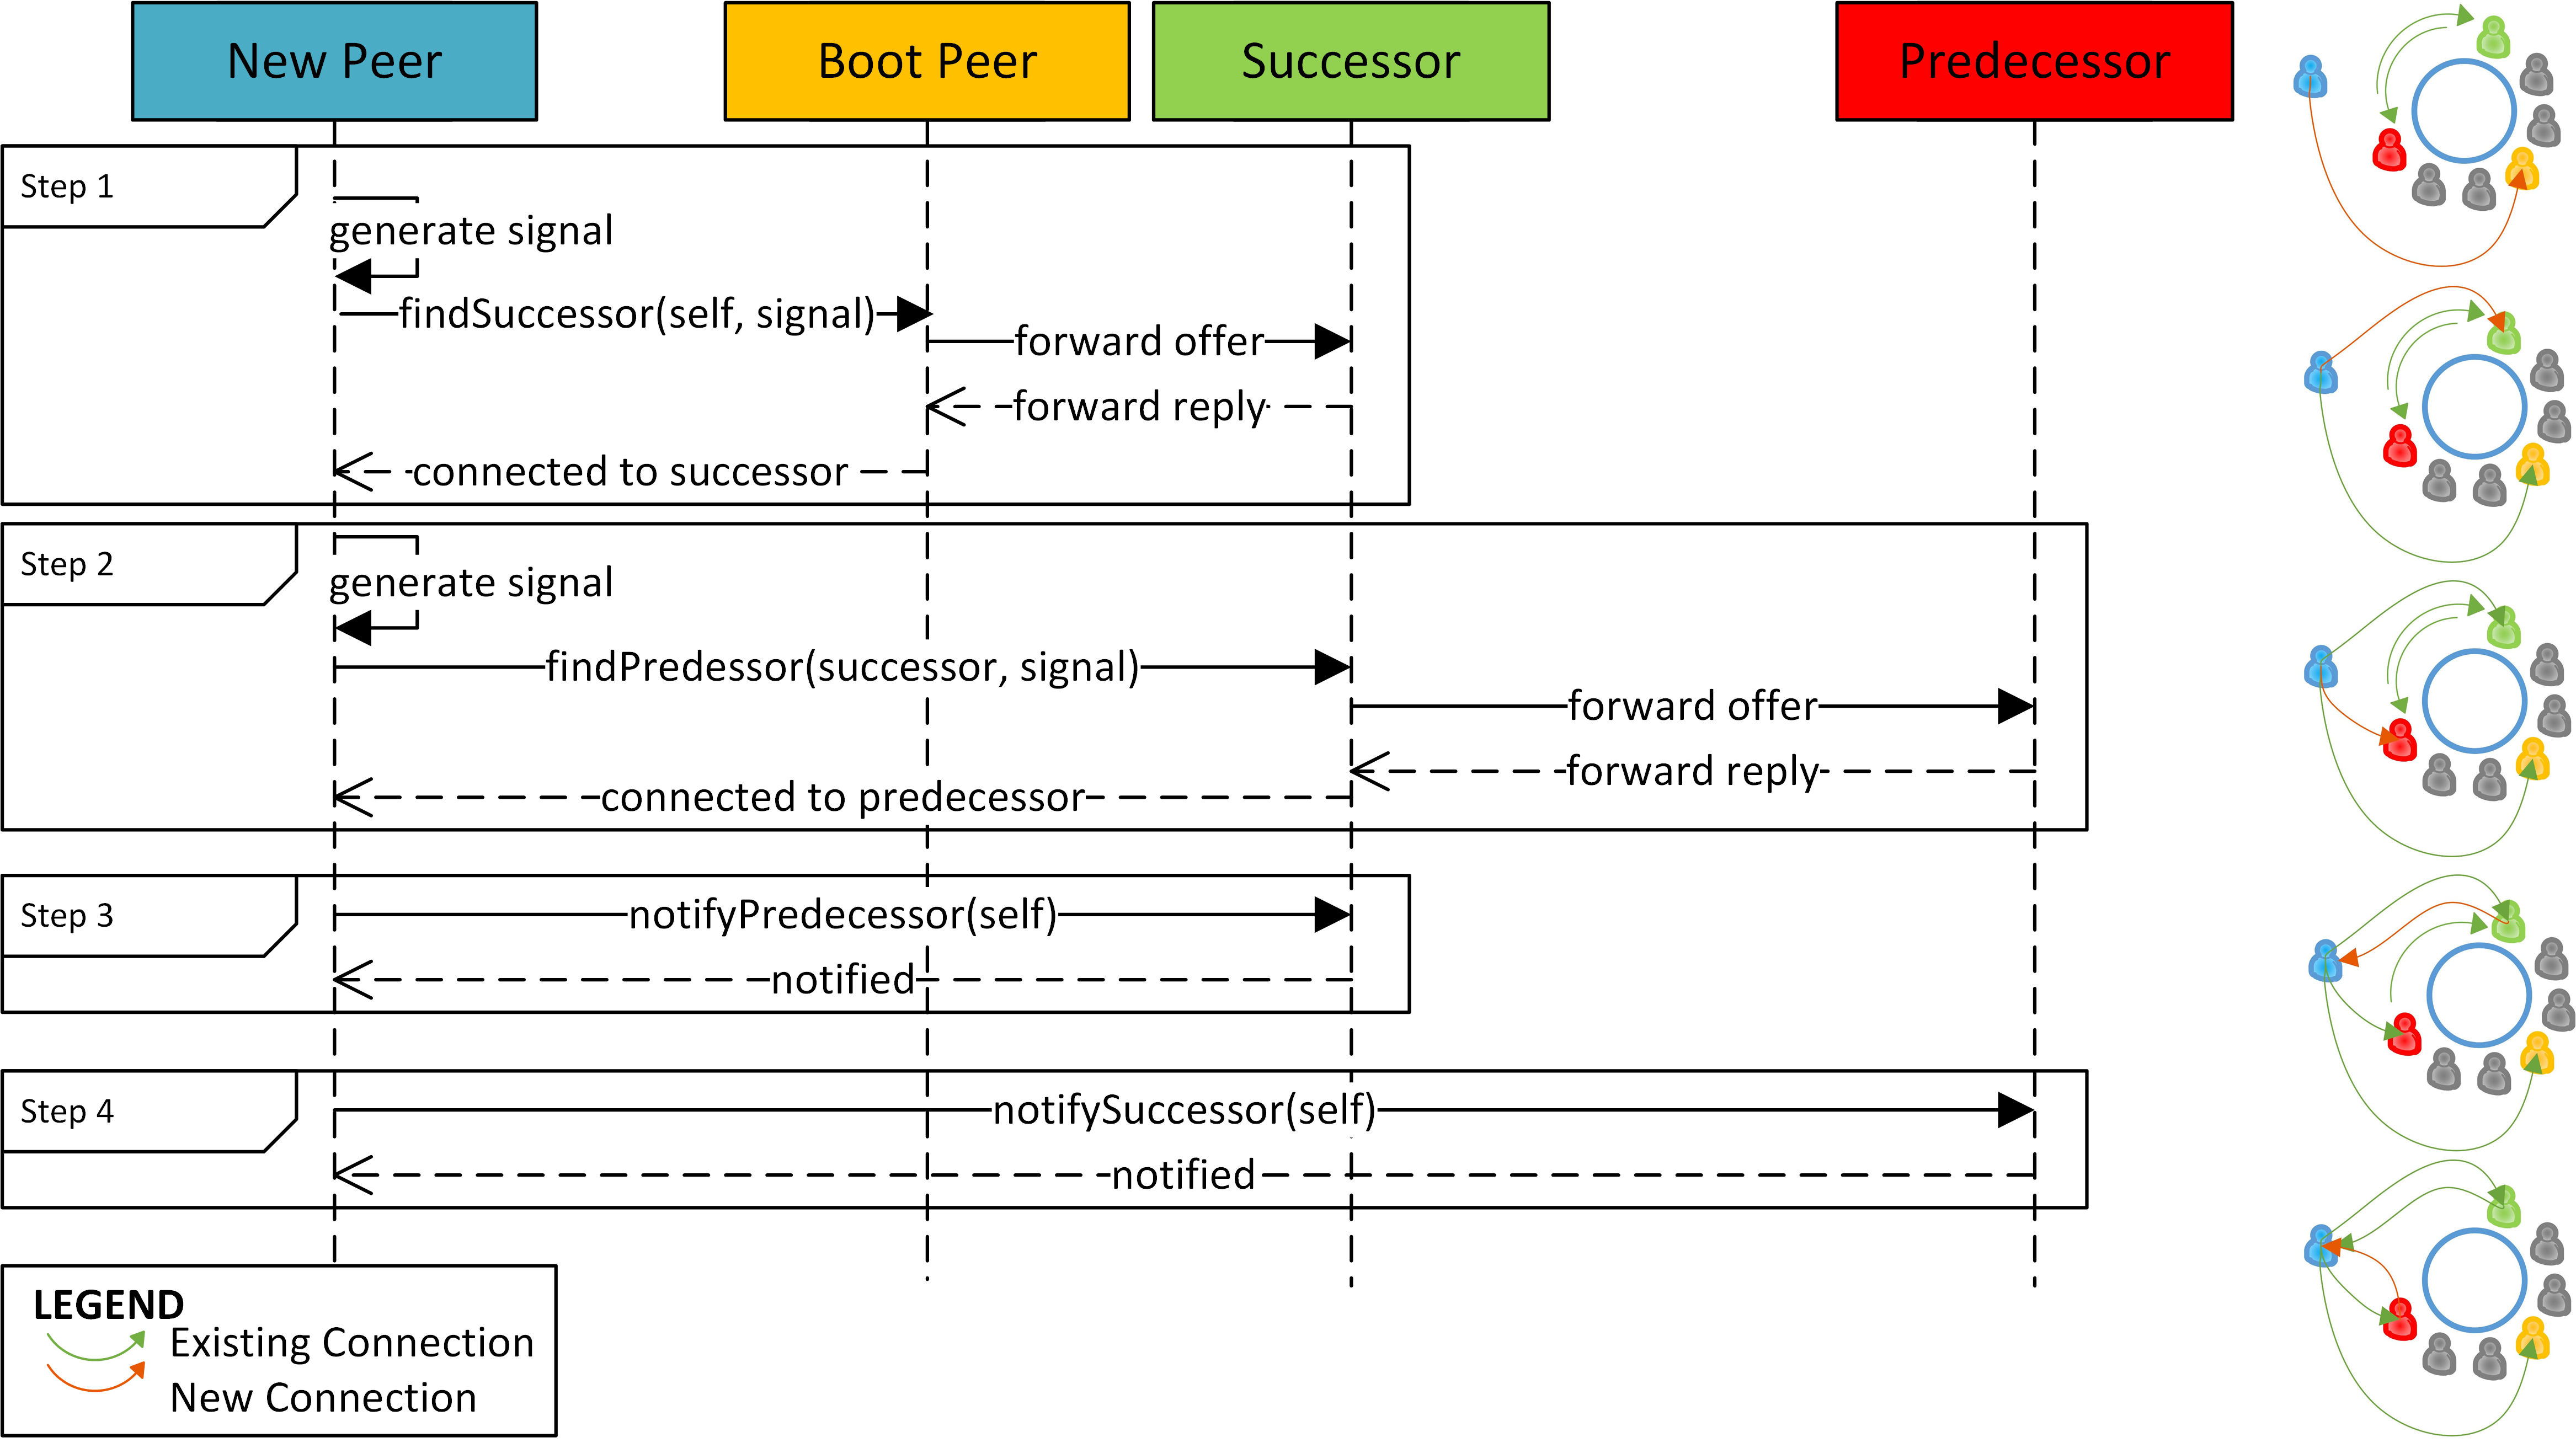 New Peer
Boot Peer
Successor
Predecessor
Step 1
generate signal
findSuccessor(self, signal)
forward offer
forward reply
connected to successor
Step 2
generate signal
findPredessor(successor, signal)
forward offer
forward reply
connected to predecessor
Step 3
notifyPredecessor(self)
notified
Step 4
notifySuccessor(self)
notified
LEGEND
Existing Connection
New Connection